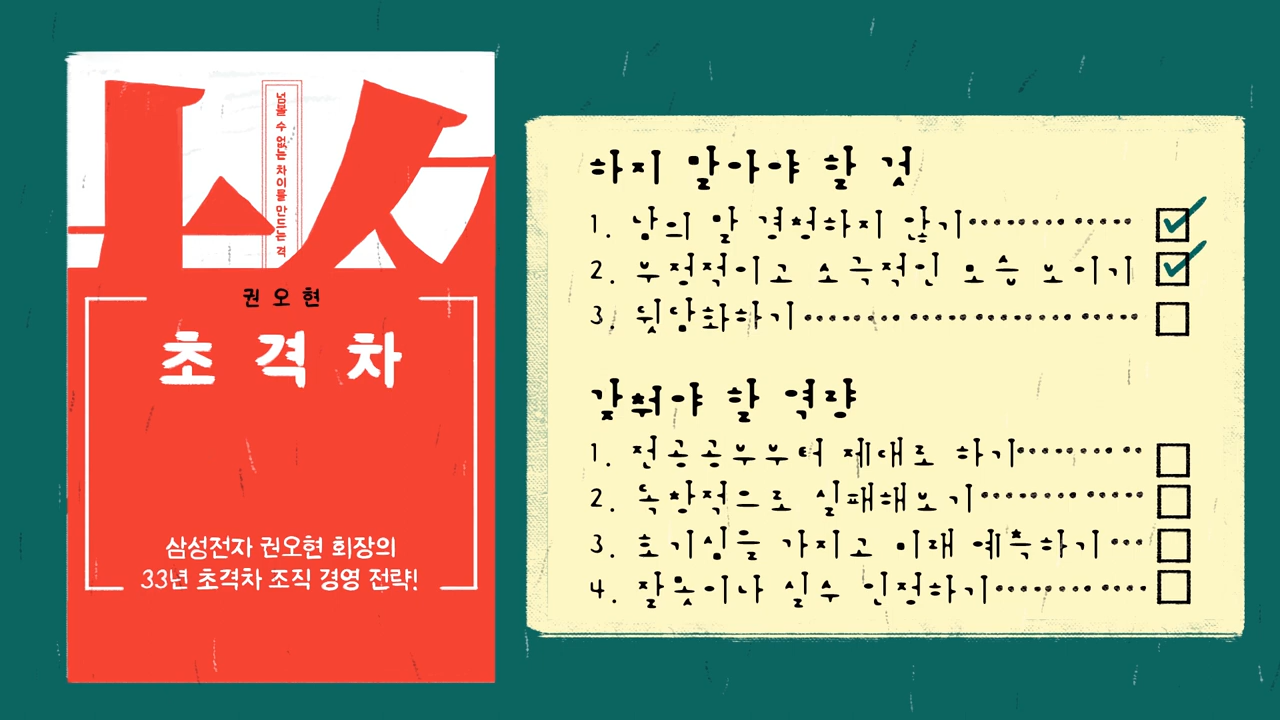 넘볼 수 없는 차이를 만드는 격
권오현
초격차
삼성전자 권오현 회장의
33년 초격차 조직 경영 전략!
하지 말아야 할 것
1. 남의 말 경청하지 않기
2. 부정적이고 소극적인 모습 보이기
3. 뒷담화하기
갖춰야 할 역량
1. 전공공부부터 제대로 하기
2. 독창적으로 실패해보기
3. 호기심을 가지고 미래 예측하기
4. 잘못이나 실수 인정하기